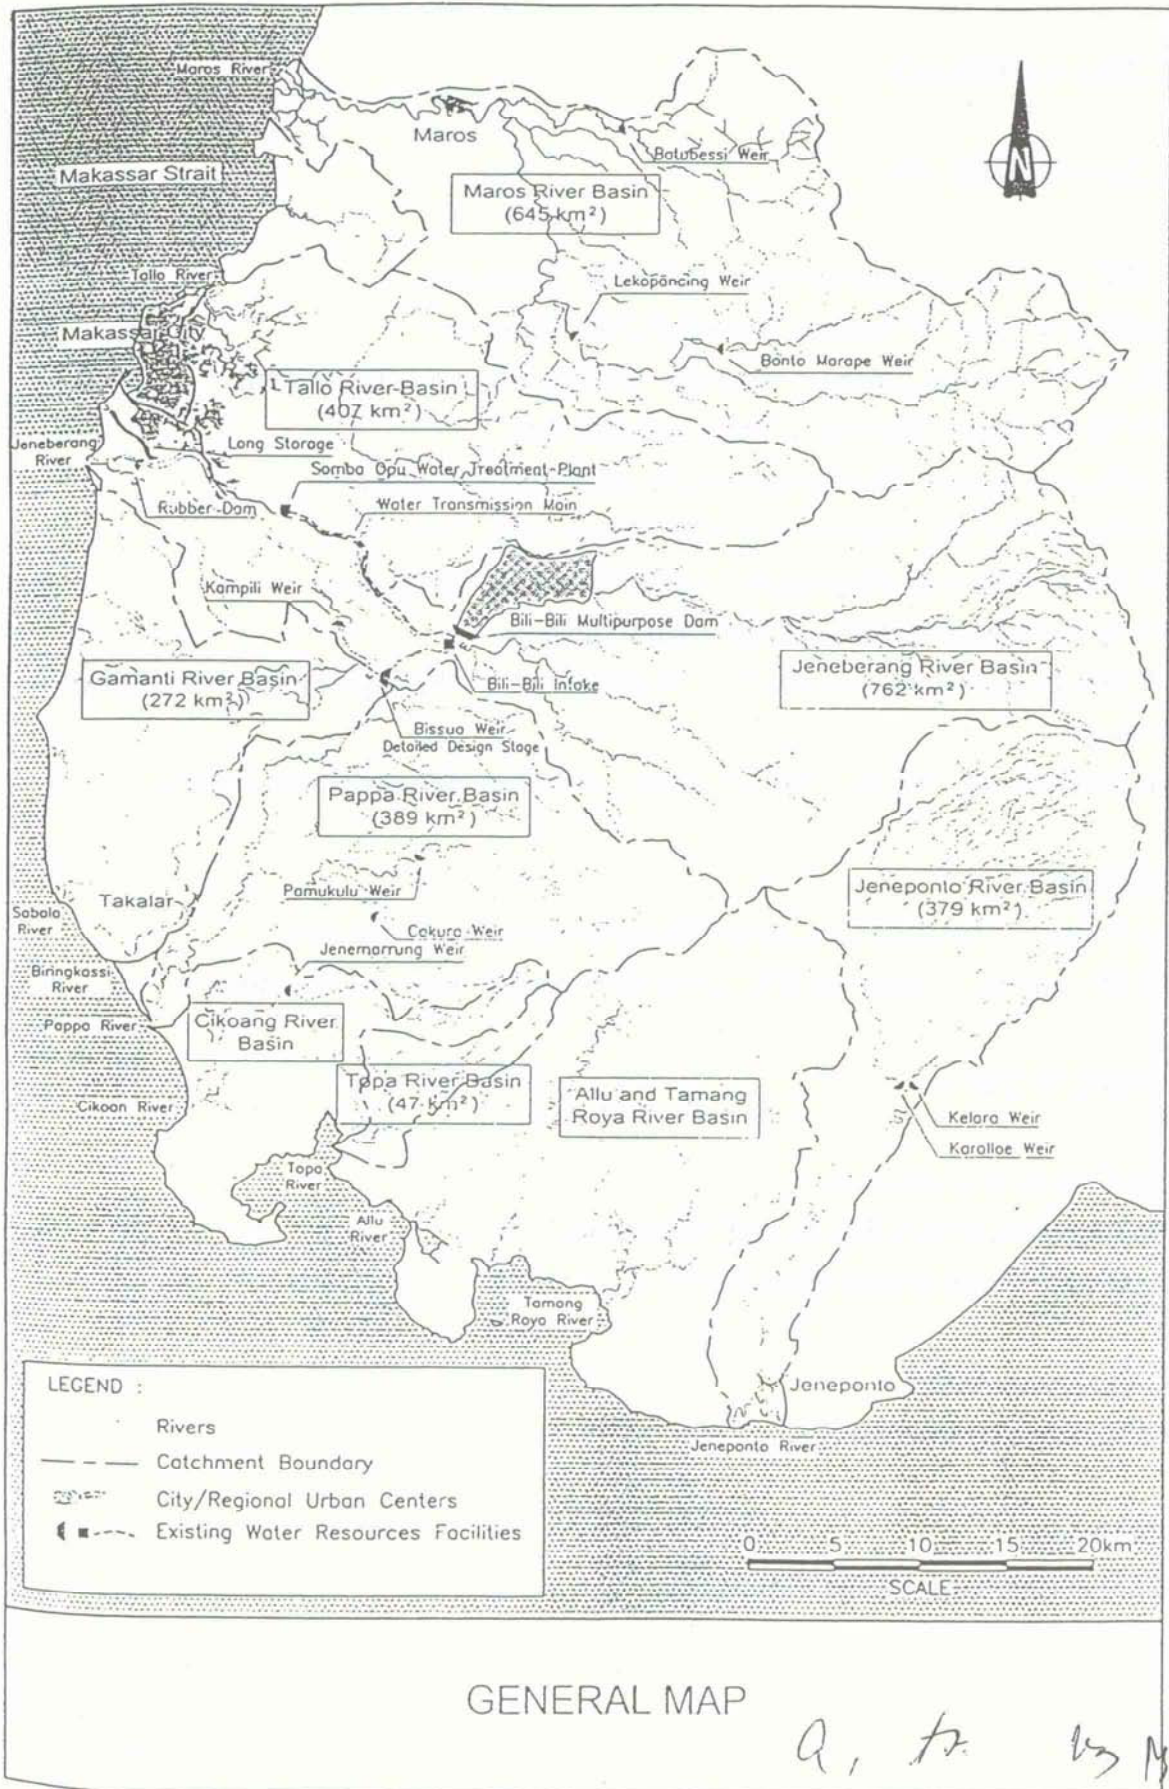 Maros River
Maros
Batubessi Weir
Makassar Strait
Maros River Basin
(645 km²)
N
Tallo River
Lekopancing Weir
Makassar City
Bonto Marape Weir
Tallo River Basin
(407 km²)
Jeneberang
River
Long Storage
Somba Opu Water Treatment Plant
Rubber Dam
Water Transmission Main
Kampili Weir
Bili-Bili Multipurpose Dam
Gamanti River Basin
(272 km²)
Bili-Bili Intake
Jeneberang River Basin
(762 km²)
Bissua Weir
Detailed Design Stage
Pappa River Basin
(389 km²)
Pamukulu Weir
Jeneponto River Basin
(379 km²)
Takalar
Sabala
River
Cakura Weir
Jenemarrung Weir
Biringkassi
River
Pappa River
Cikoang River
Basin
Topa River Basin
(47 km²)
Allu and Tamang
Roya River Basin
Cikoan River
Kelara Weir
Karalloe Weir
Topa
River
Allu
River
Tamang
Roya River
Jeneponto
Jeneponto River
LEGEND :
Rivers
Catchment Boundary
City/Regional Urban Centers
Existing Water Resources Facilities
0 5 10 15 20km
SCALE
GENERAL MAP